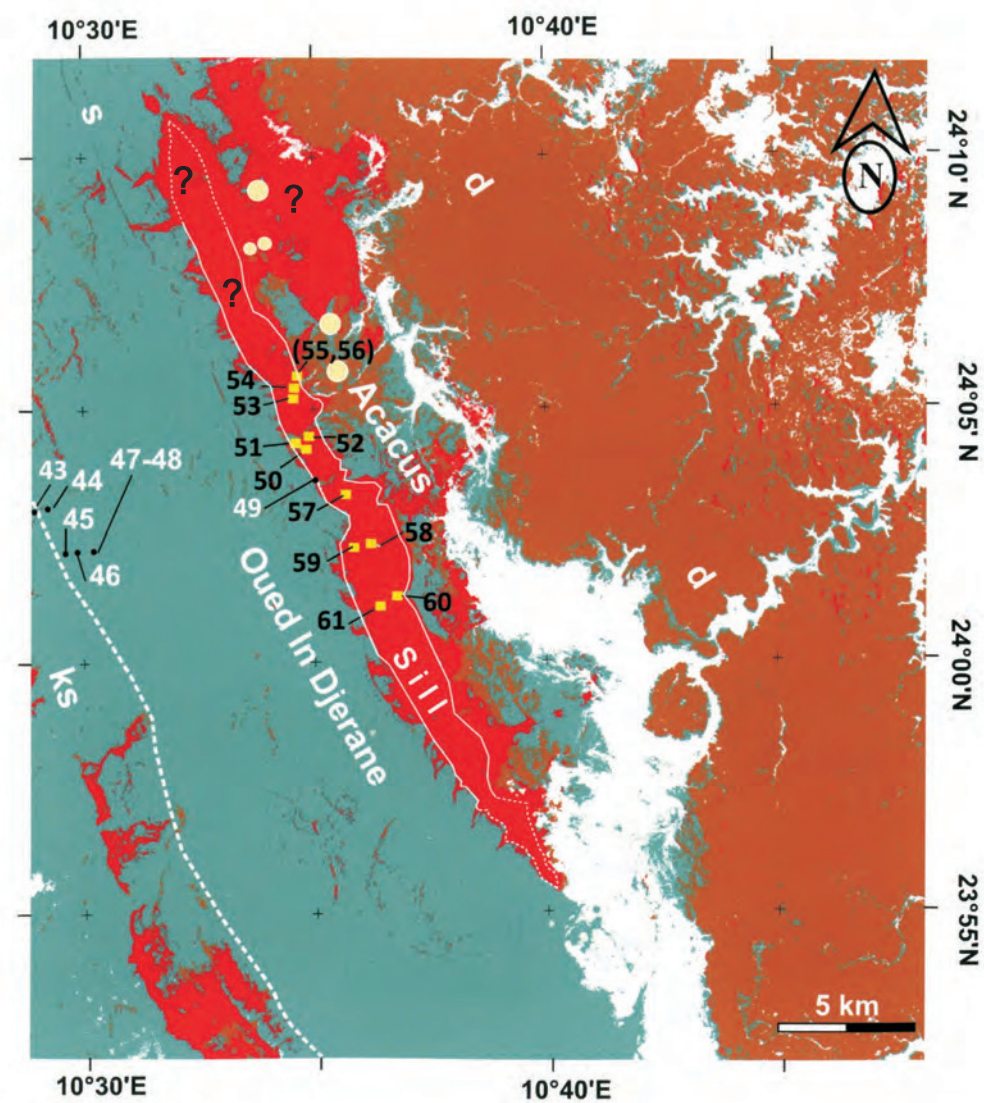 10°30'E
10°40'E
s
24°10' N
N
d
?
?
?
(55,56)
54
53
Acacus
24°05' N
52
51
50
47-48
43
44
49
57
45
46
58
59
60
61
d
Oued In Djerane
Sill
24°00'N
ks
23°55'N
5 km
10°30'E
10°40'E